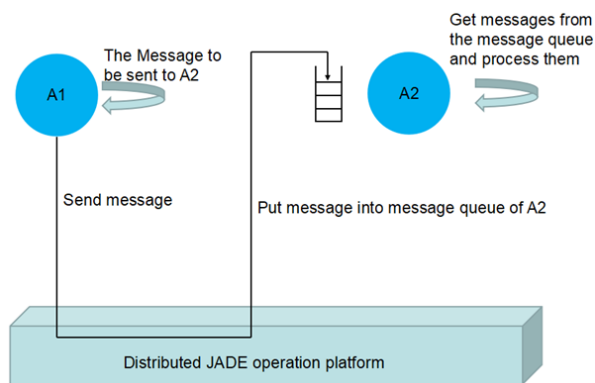 Get messages from
the message queue
and process them
The Message to
be sent to A2
A1
A2
Send message
Put message into message queue of A2
Distributed JADE operation platform